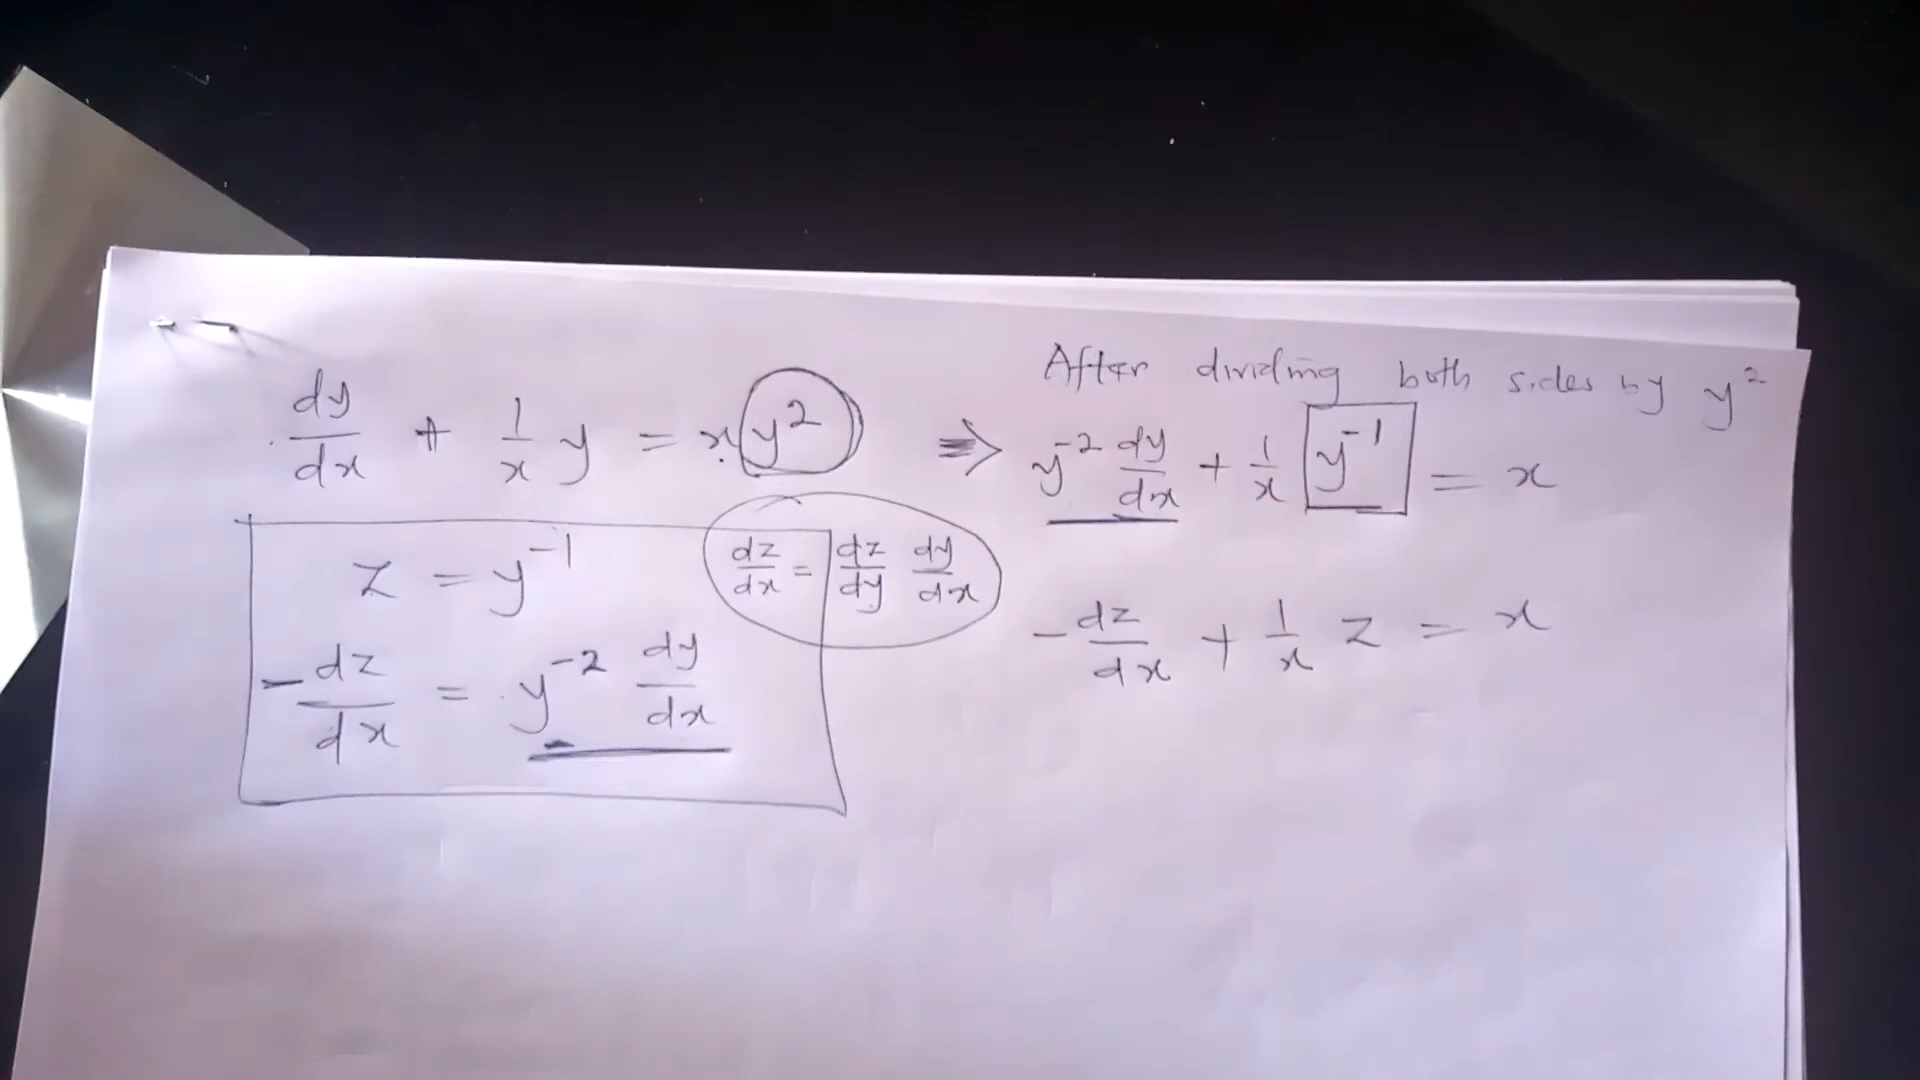 dy/dx + 1/x y = x y² ⇒
After dividing both sides by y²
y⁻² dy/dx + 1/x y⁻¹ = x
z = y⁻¹
dz/dx = dz/dy dy/dx
-dz/dx = y⁻² dy/dx
-dz/dx + 1/x z = x